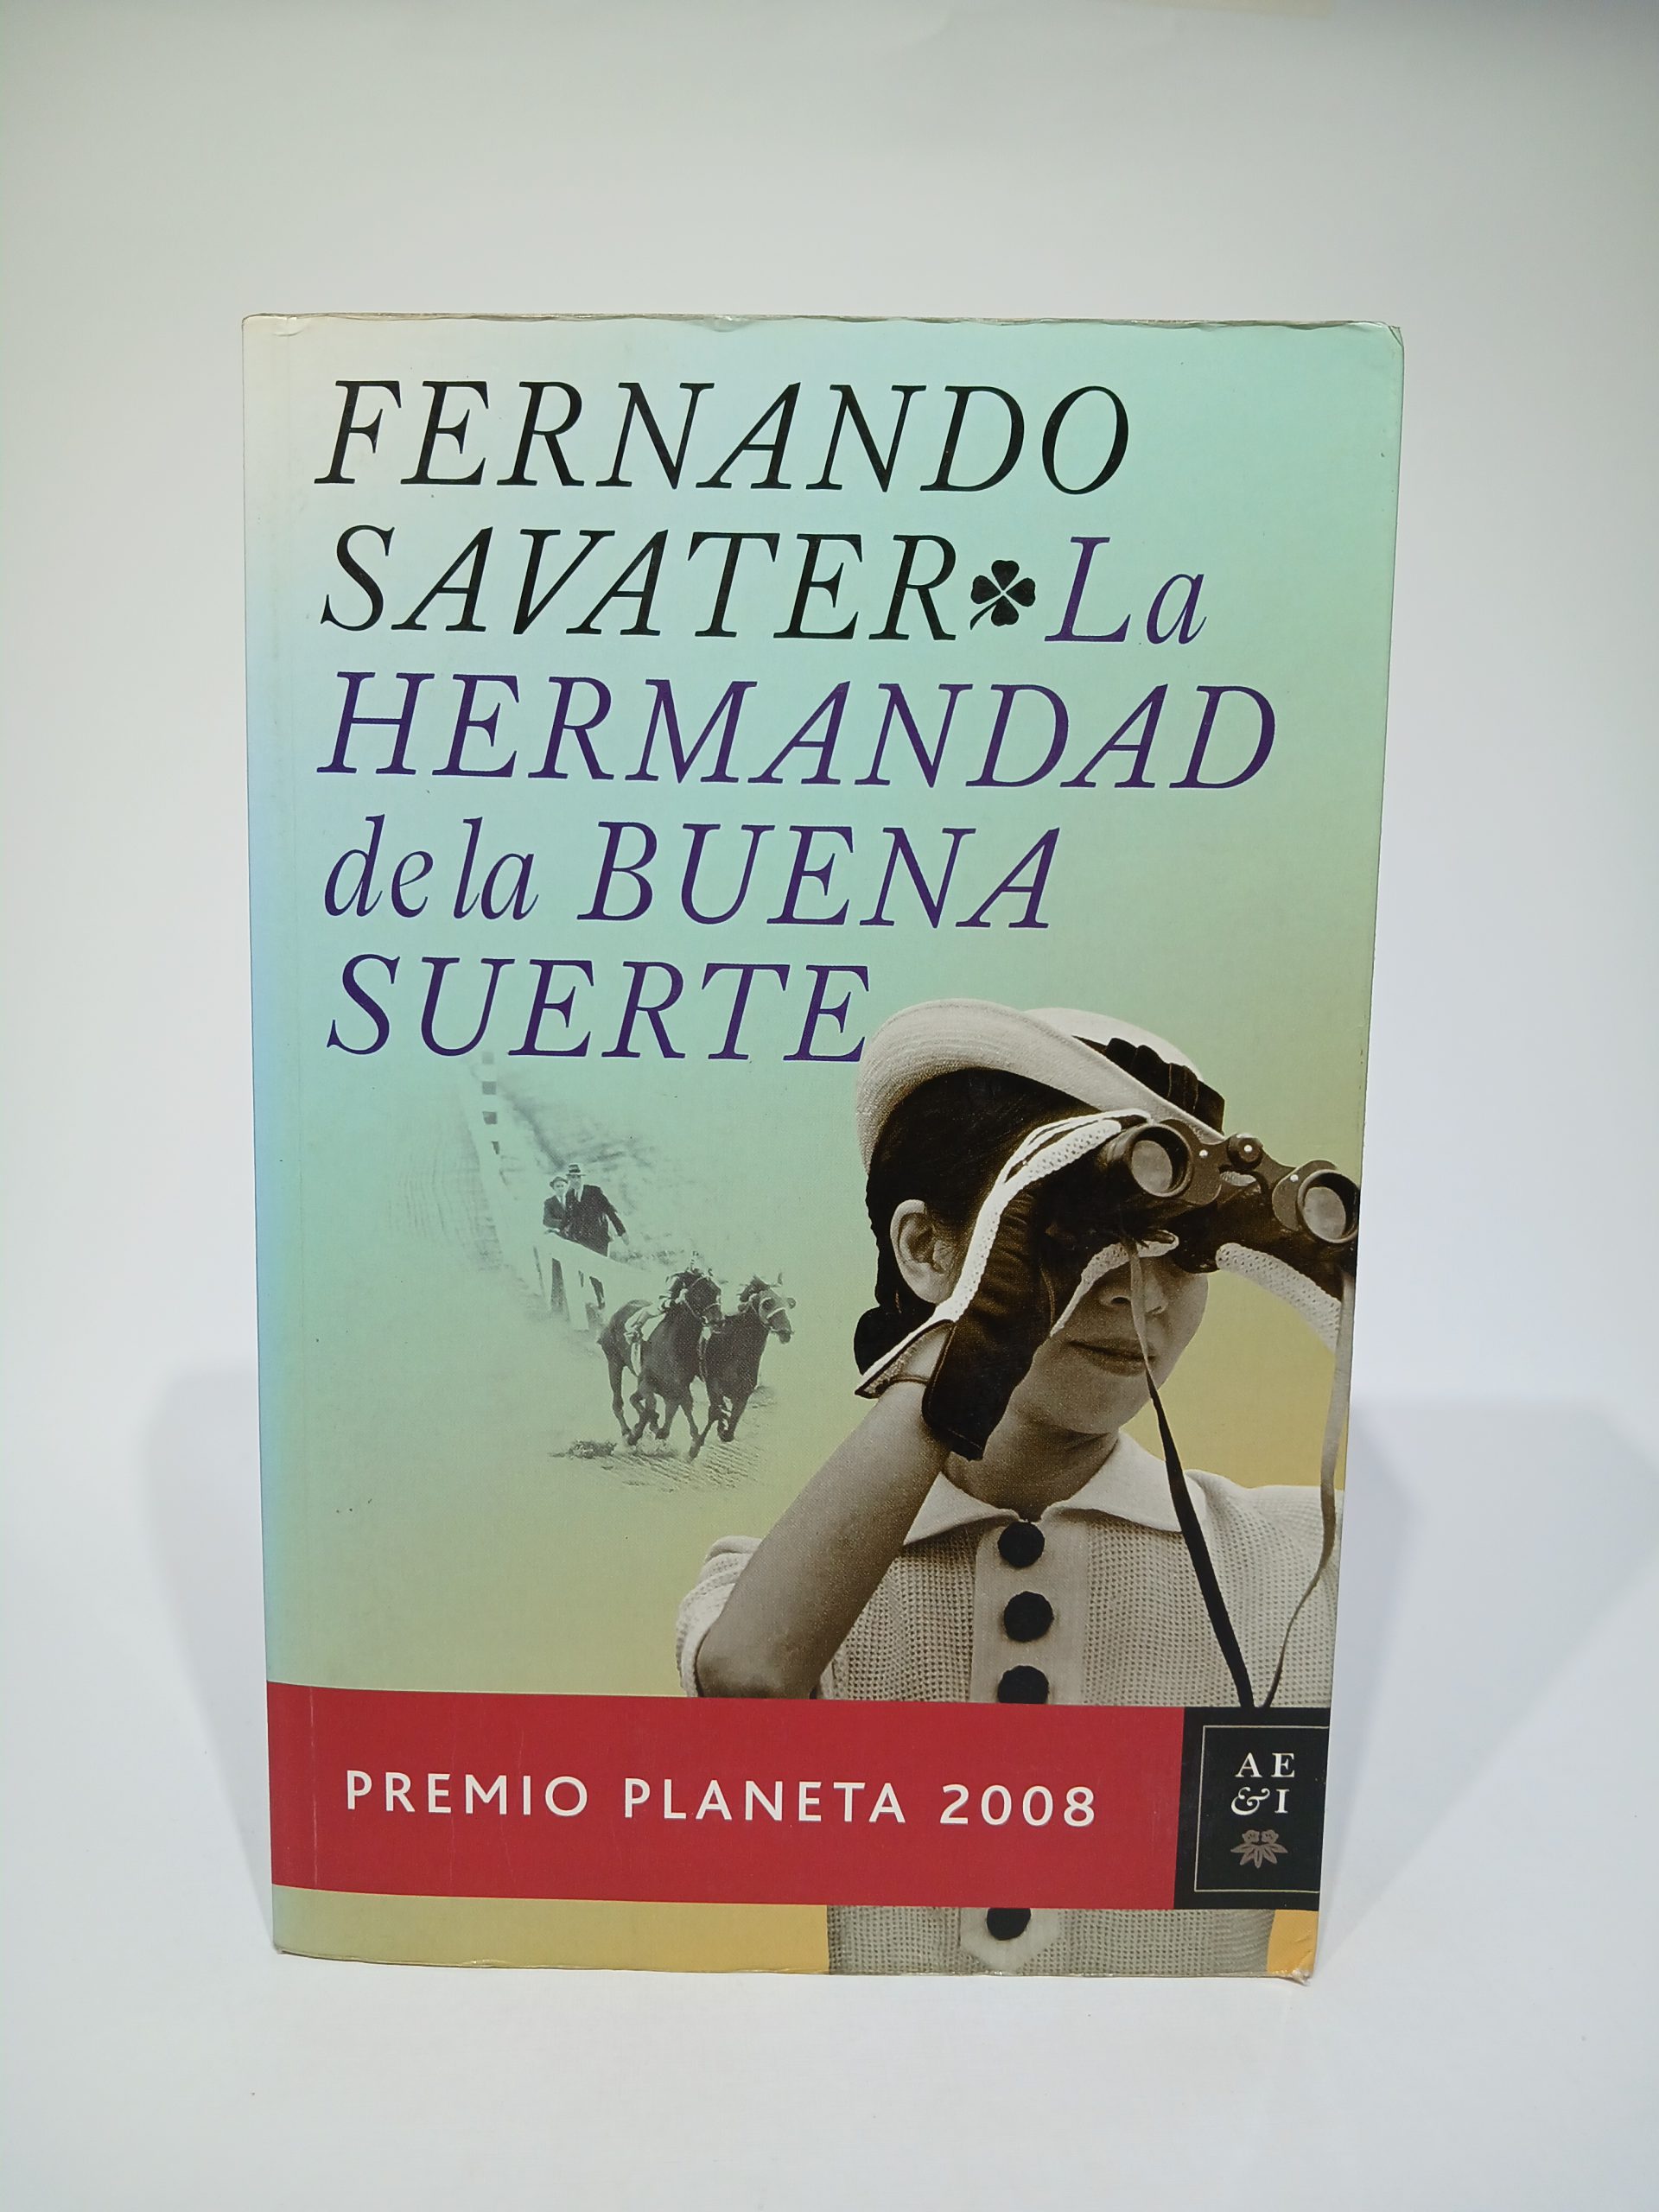 FERNANDO
SAVATER La
HERMANDAD
de la BUENA
SUERTE
PREMIO PLANETA 2008
AE
&I